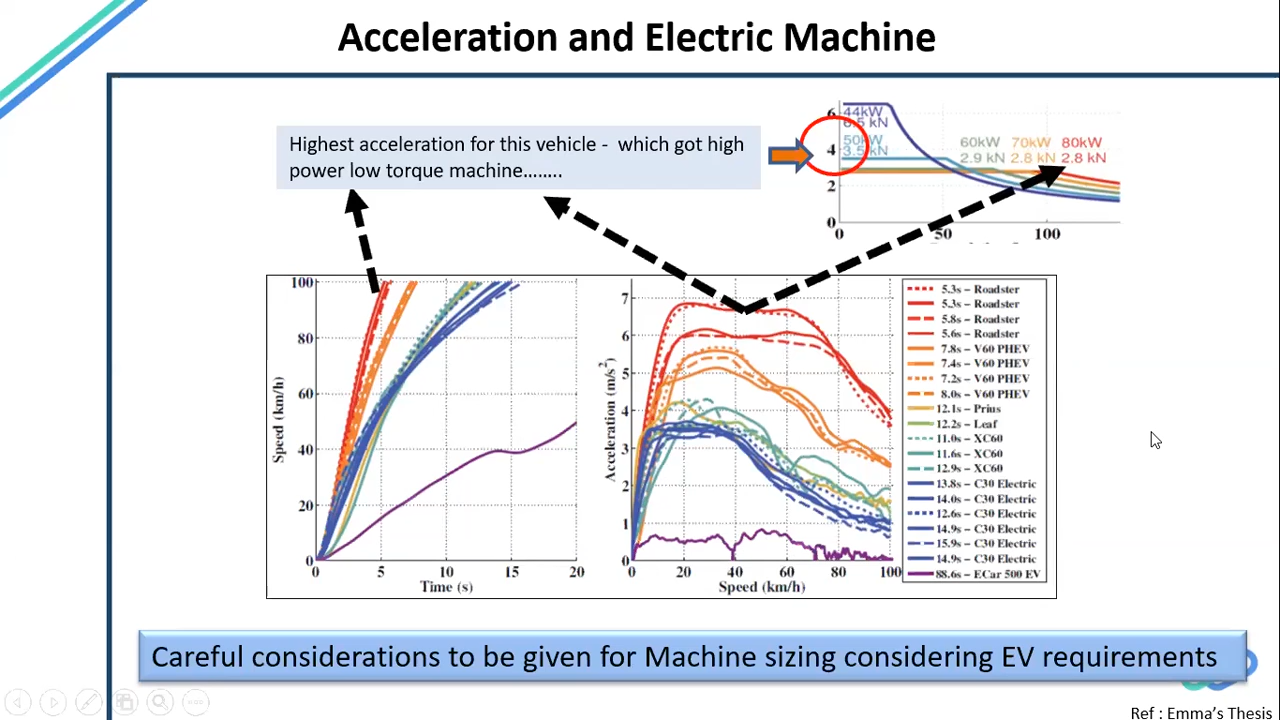 Acceleration and Electric Machine
Highest acceleration for this vehicle - which got high
power low torque machine........
6
4
2
0
44kW
6.5 kN
50kW
3.5 kN
60kW 70kW 80kW
2.9 kN 2.8 kN 2.8 kN
0 50 100
100
80
60
40
20
0
Speed (km/h)
0 5 10 15 20
Time (s)
7
6
5
4
3
2
1
0
Acceleration (m/s²)
0 20 40 60 80 100
Speed (km/h)
5.3s – Roadster
5.3s – Roadster
5.8s – Roadster
5.6s – Roadster
7.8s – V60 PHEV
7.4s – V60 PHEV
7.2s – V60 PHEV
8.0s – V60 PHEV
12.1s – Prius
12.2s – Leaf
11.0s – XC60
11.6s – XC60
12.9s – XC60
13.8s – C30 Electric
14.0s – C30 Electric
12.6s – C30 Electric
14.9s – C30 Electric
15.9s – C30 Electric
14.9s – C30 Electric
88.6s – ECar 500 EV
Careful considerations to be given for Machine sizing considering EV requirements
Ref : Emma's Thesis